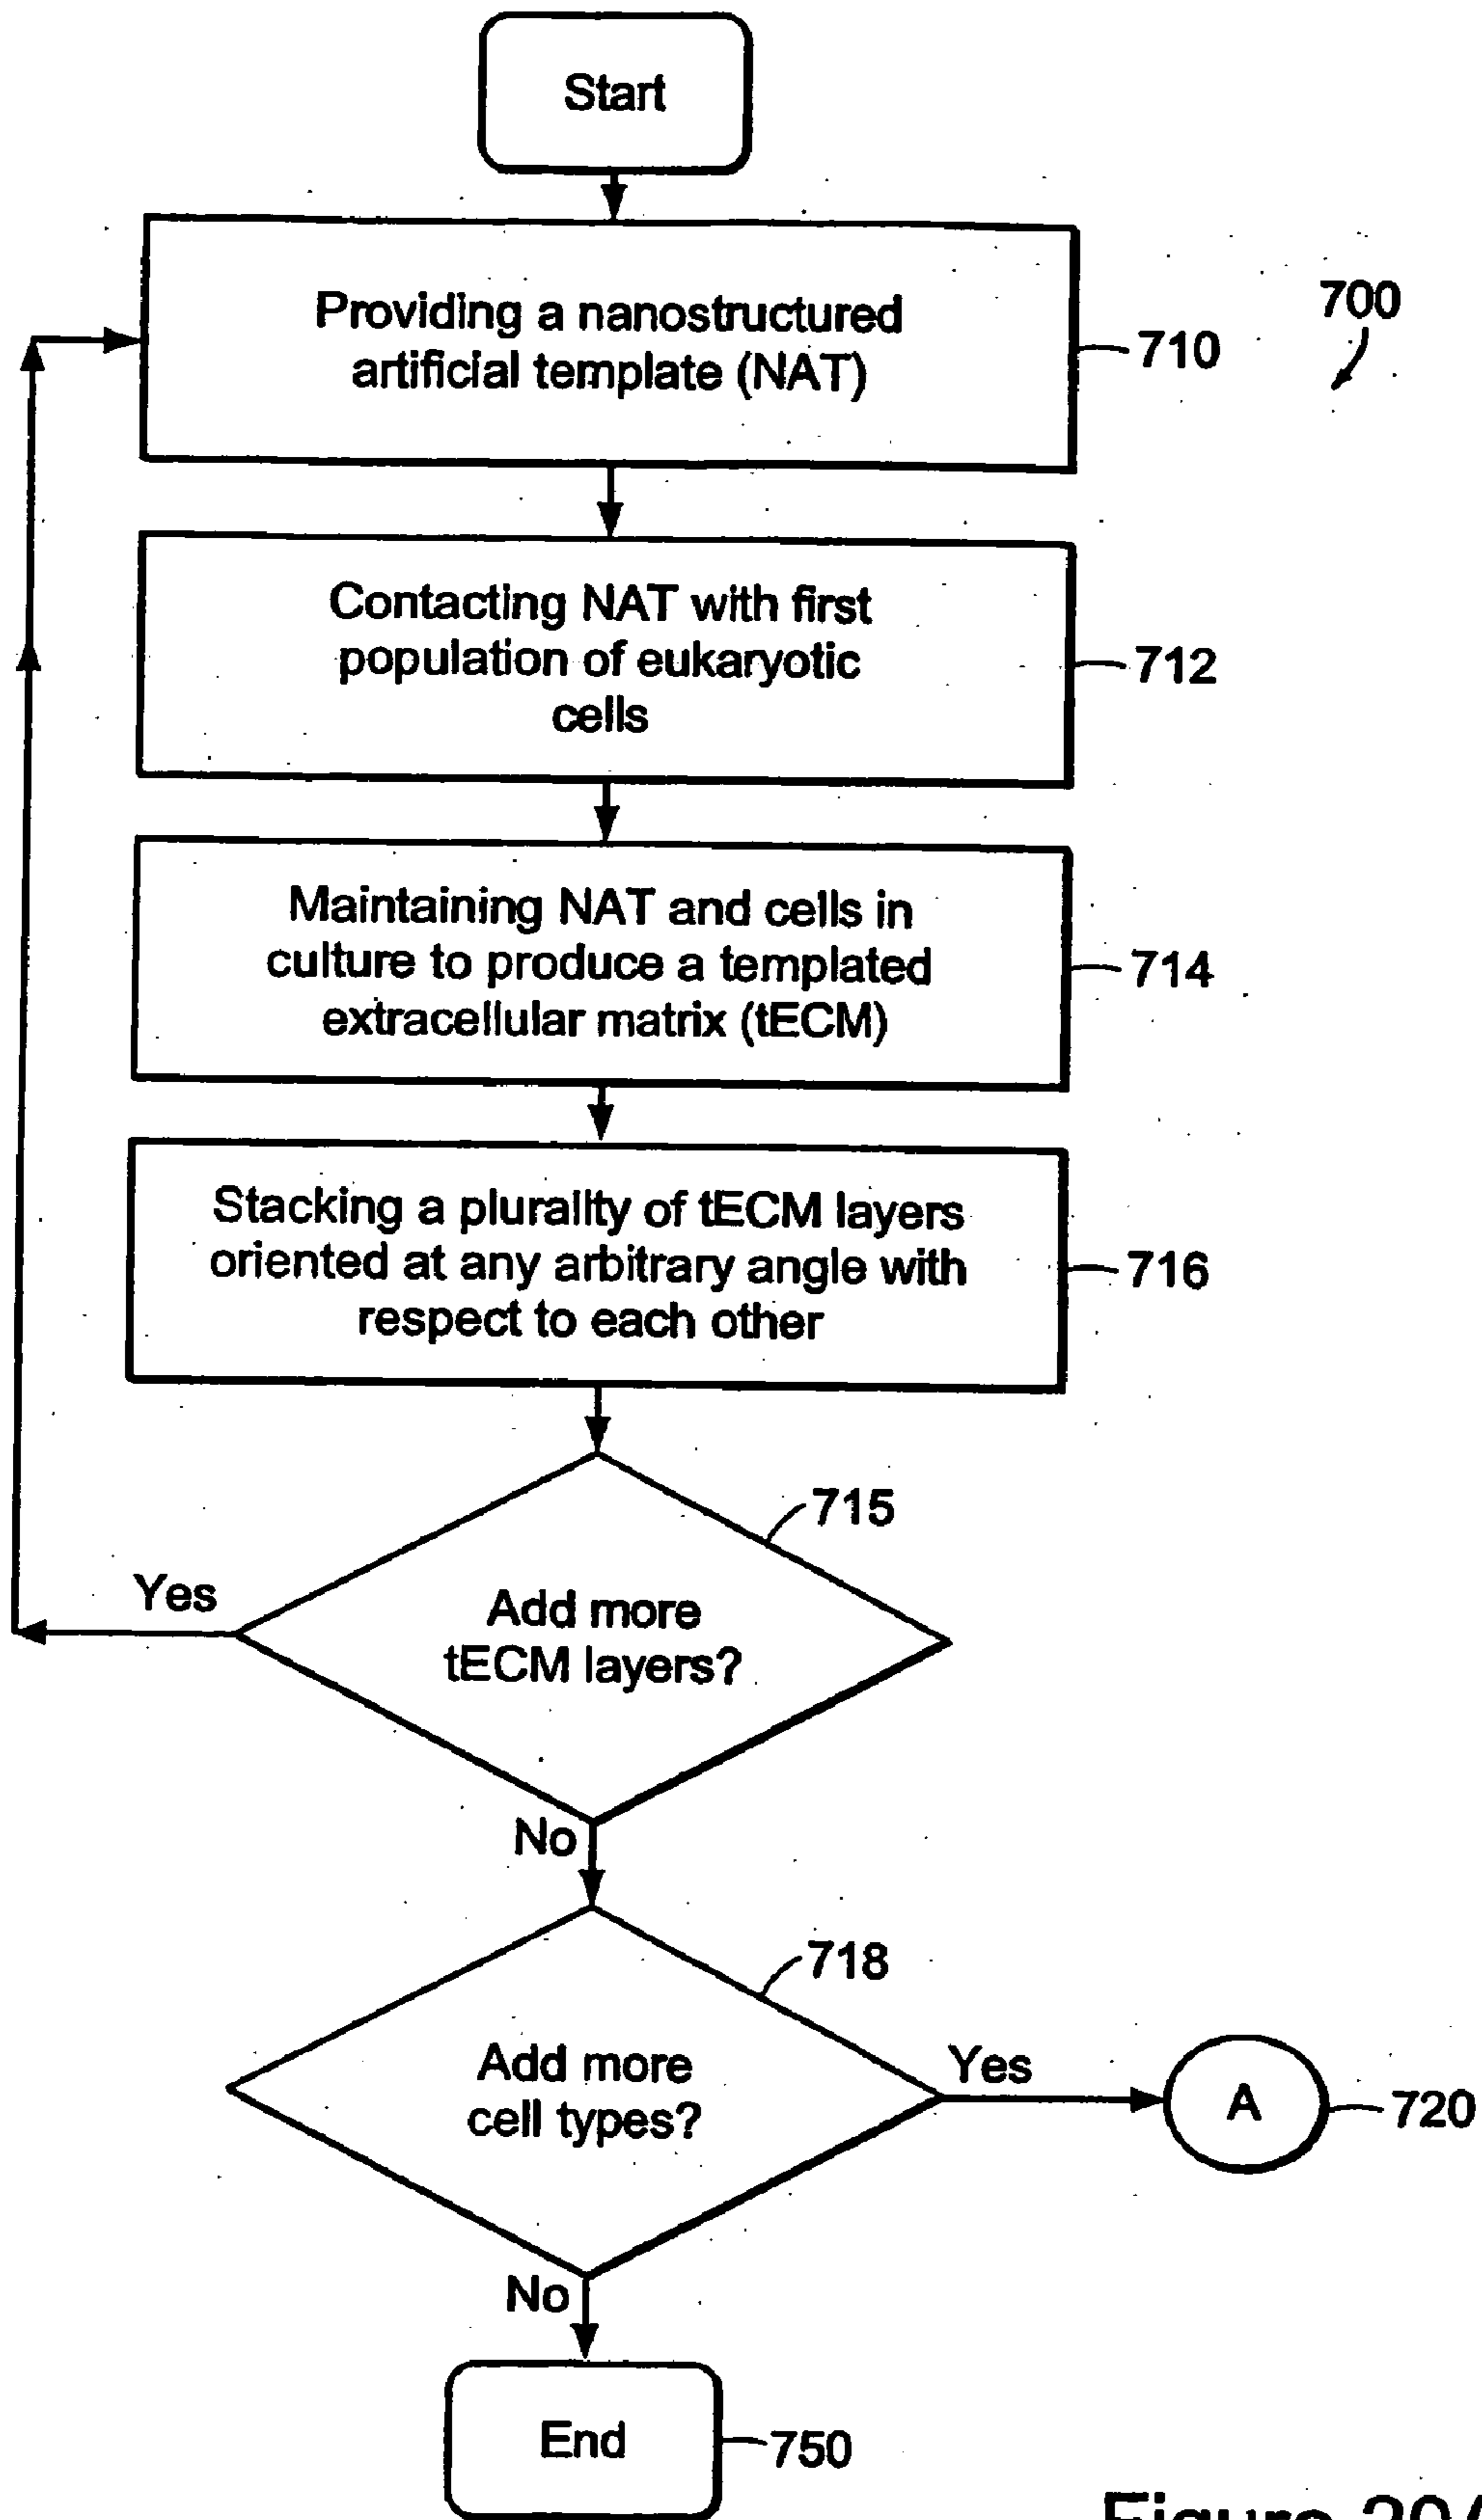 Start
Providing a nanostructured
artificial template (NAT)
710
700
Contacting NAT with first
population of eukaryotic
cells
712
Maintaining NAT and cells in
culture to produce a templated
extracellular matrix (tECM)
714
Stacking a plurality of tECM layers
oriented at any arbitrary angle with
respect to each other
716
715
Yes
Add more
tECM layers?
No
718
Add more
cell types?
Yes
A
720
No
End
750
Figure